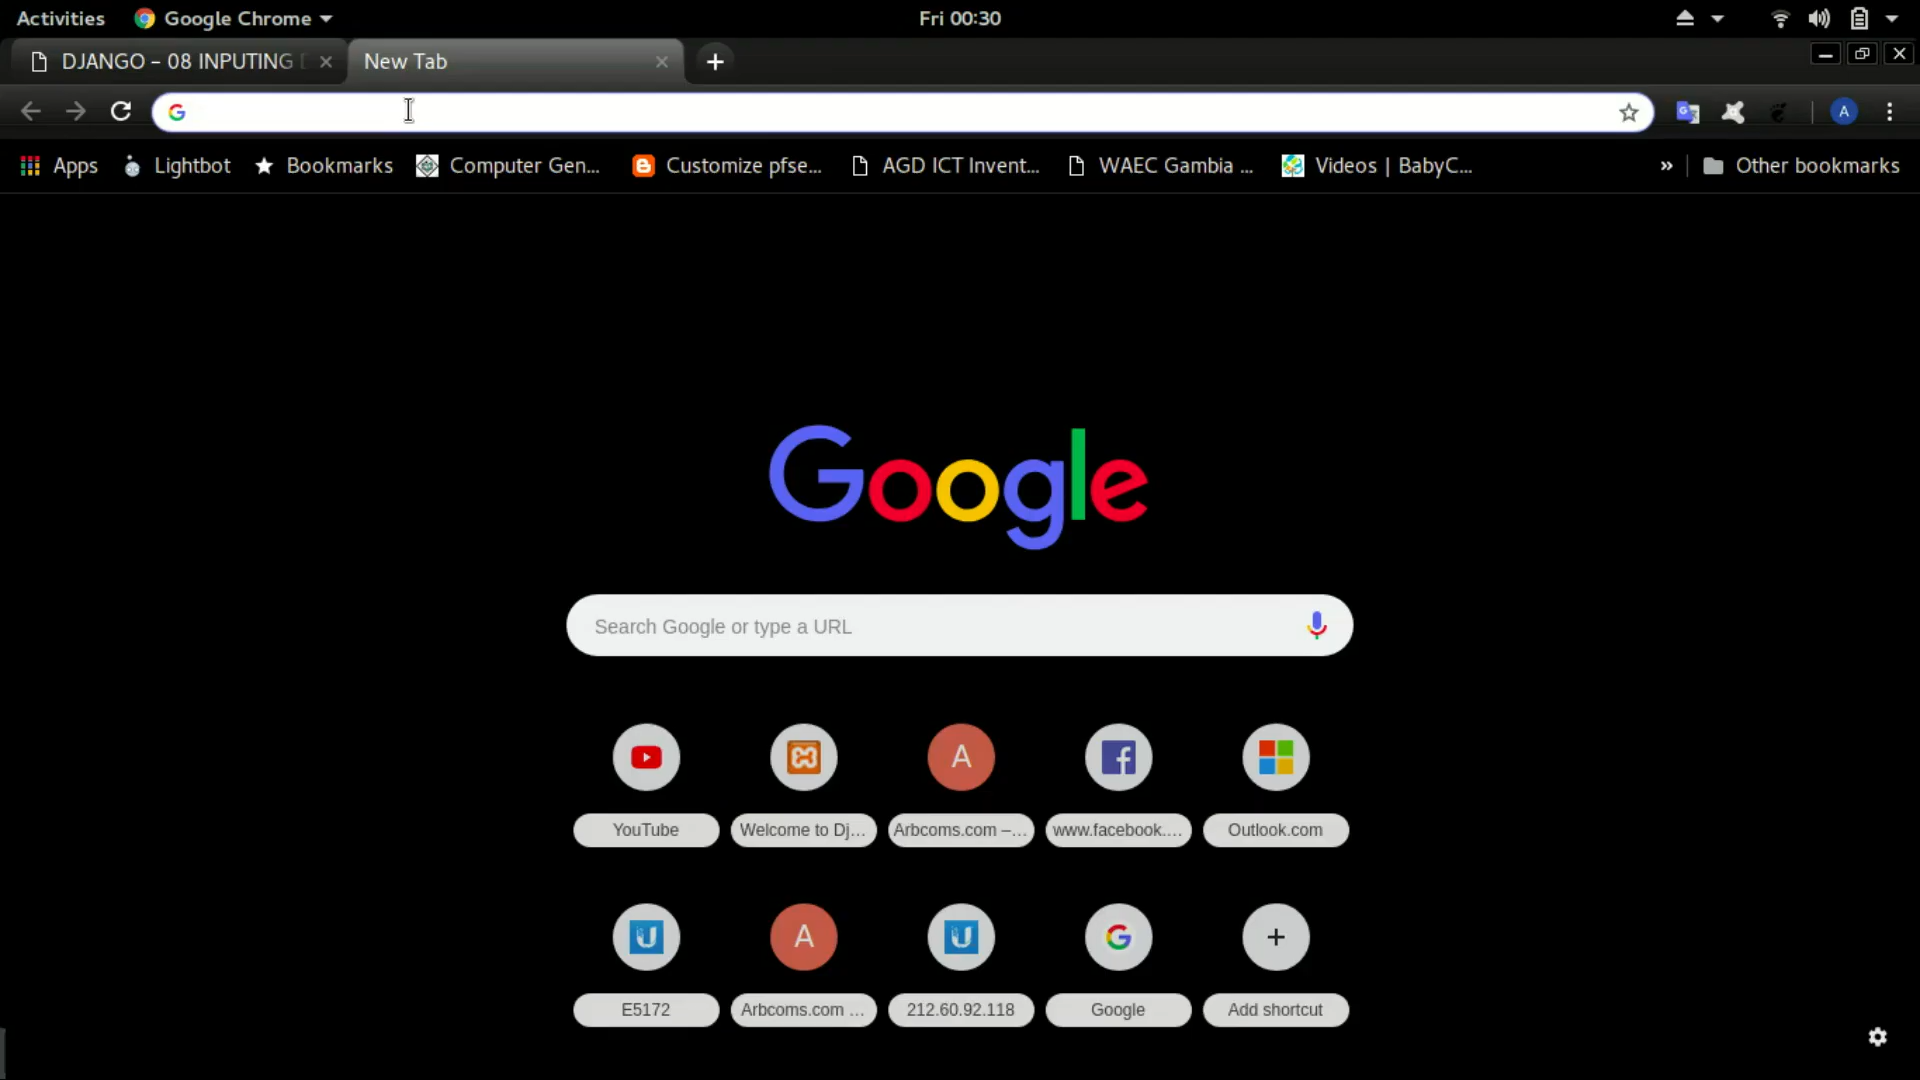 Activities Google Chrome Fri 00:30
DJANGO – 08 INPUTING New Tab
G A
Apps Lightbot Bookmarks Computer Gen... Customize pfse... AGD ICT Invent... WAEC Gambia ... Videos | BabyC... » Other bookmarks
Google
Search Google or type a URL
A
YouTube Welcome to Dj... Arbcoms.com –... www.facebook.... Outlook.com
A
E5172 Arbcoms.com ... 212.60.92.118 Google Add shortcut